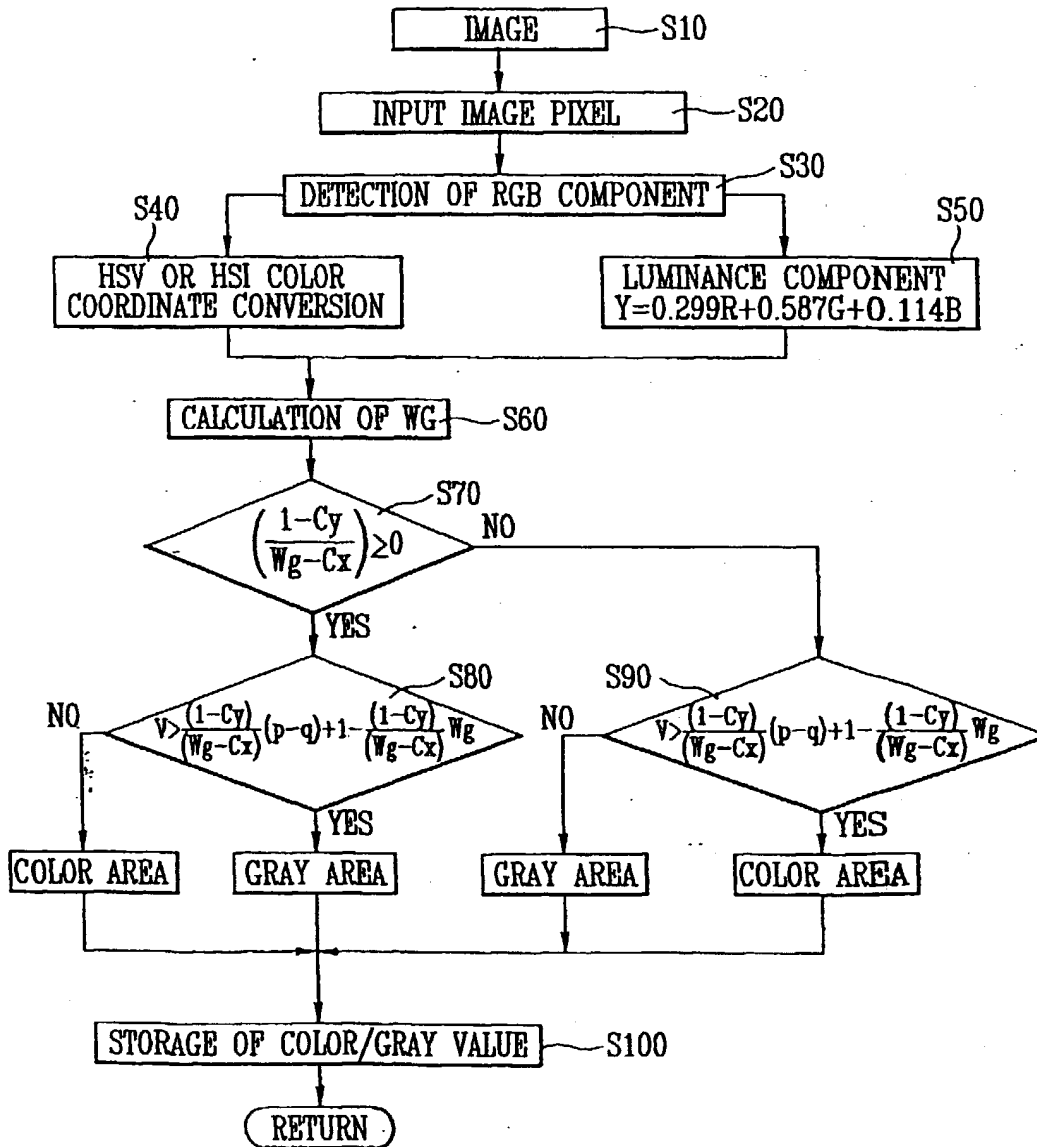 IMAGE
S10
INPUT IMAGE PIXEL
S20
DETECTION OF RGB COMPONENT
S30
S40
HSV OR HSI COLOR
COORDINATE CONVERSION
S50
LUMINANCE COMPONENT
Y=0.299R+0.587G+0.114B
CALCULATION OF WG
S60
S70
(1-Cy / Wg-Cx) ≥0
NO
YES
S80
V> (1-Cy)/(Wg-Cx) (p-q)+1- (1-Cy)/(Wg-Cx) Wg
NO
YES
S90
V> (1-Cy)/(Wg-Cx) (p-q)+1- (1-Cy)/(Wg-Cx) Wg
NO
YES
COLOR AREA
GRAY AREA
GRAY AREA
COLOR AREA
STORAGE OF COLOR/GRAY VALUE
S100
RETURN